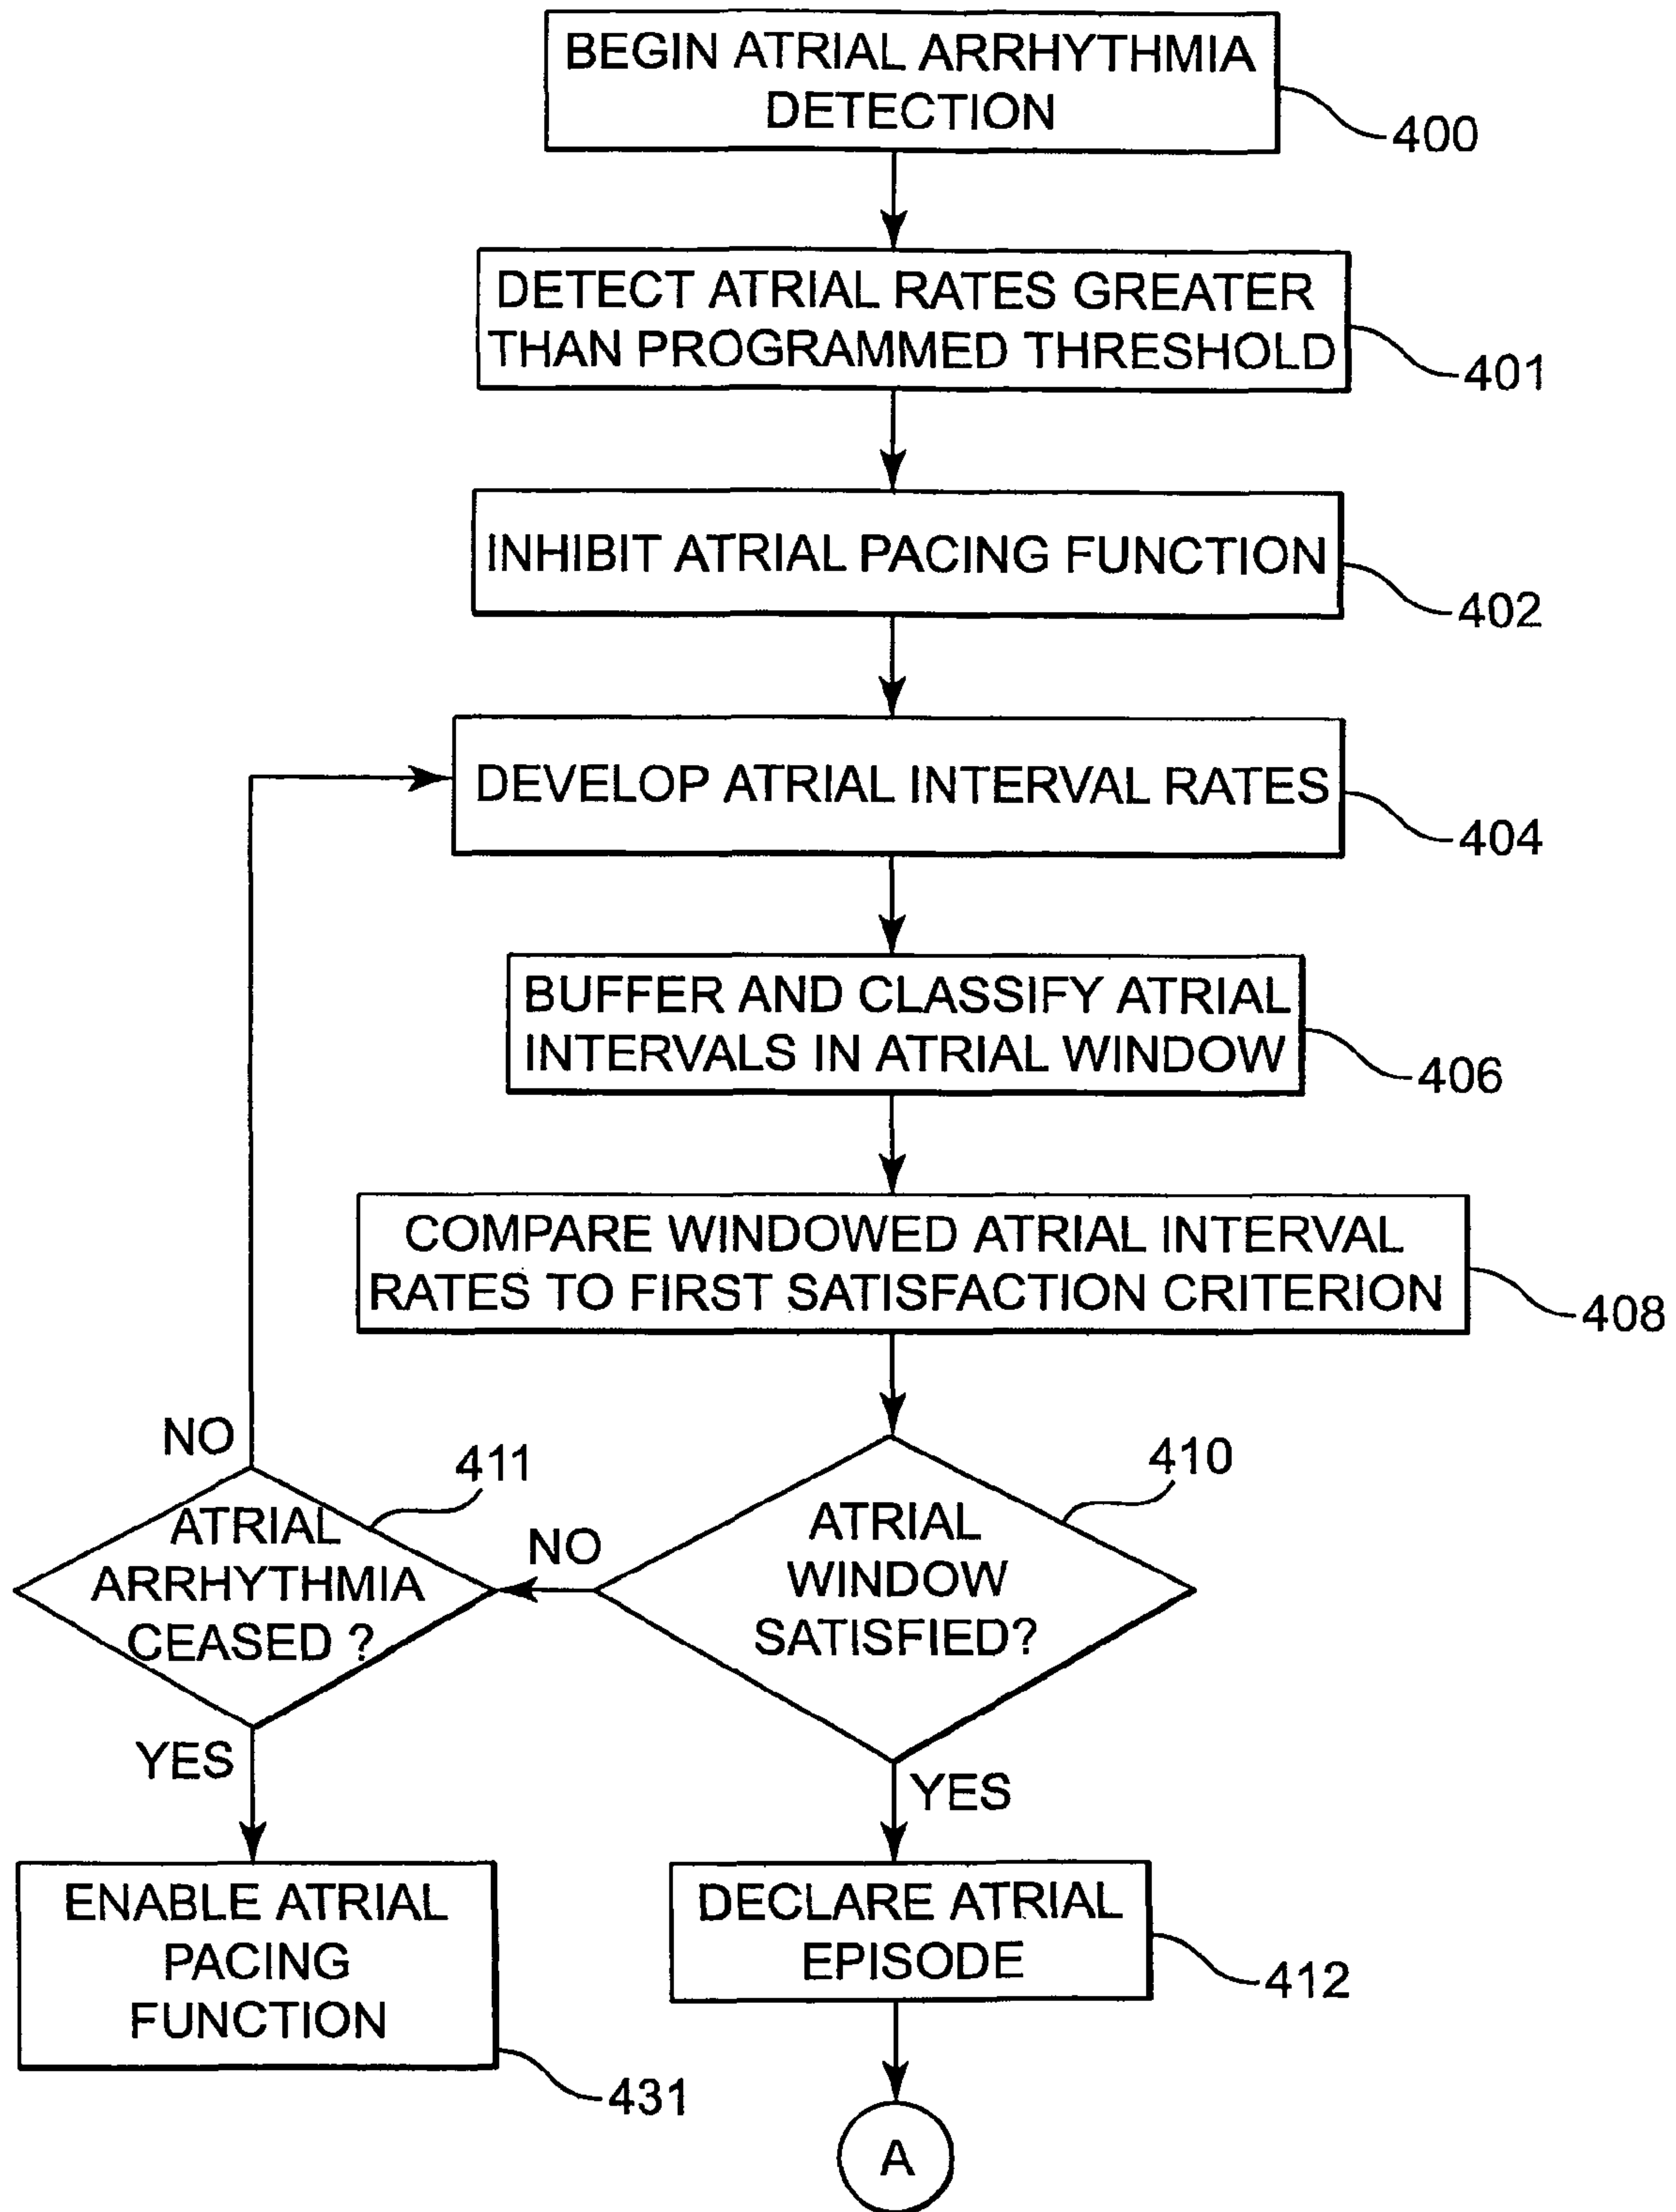 BEGIN ATRIAL ARRHYTHMIA
DETECTION
400
DETECT ATRIAL RATES GREATER
THAN PROGRAMMED THRESHOLD
401
INHIBIT ATRIAL PACING FUNCTION
402
DEVELOP ATRIAL INTERVAL RATES
404
BUFFER AND CLASSIFY ATRIAL
INTERVALS IN ATRIAL WINDOW
406
COMPARE WINDOWED ATRIAL INTERVAL
RATES TO FIRST SATISFACTION CRITERION
408
NO
411
ATRIAL
ARRHYTHMIA
CEASED ?
NO
410
ATRIAL
WINDOW
SATISFIED?
YES
YES
ENABLE ATRIAL
PACING
FUNCTION
431
DECLARE ATRIAL
EPISODE
412
A